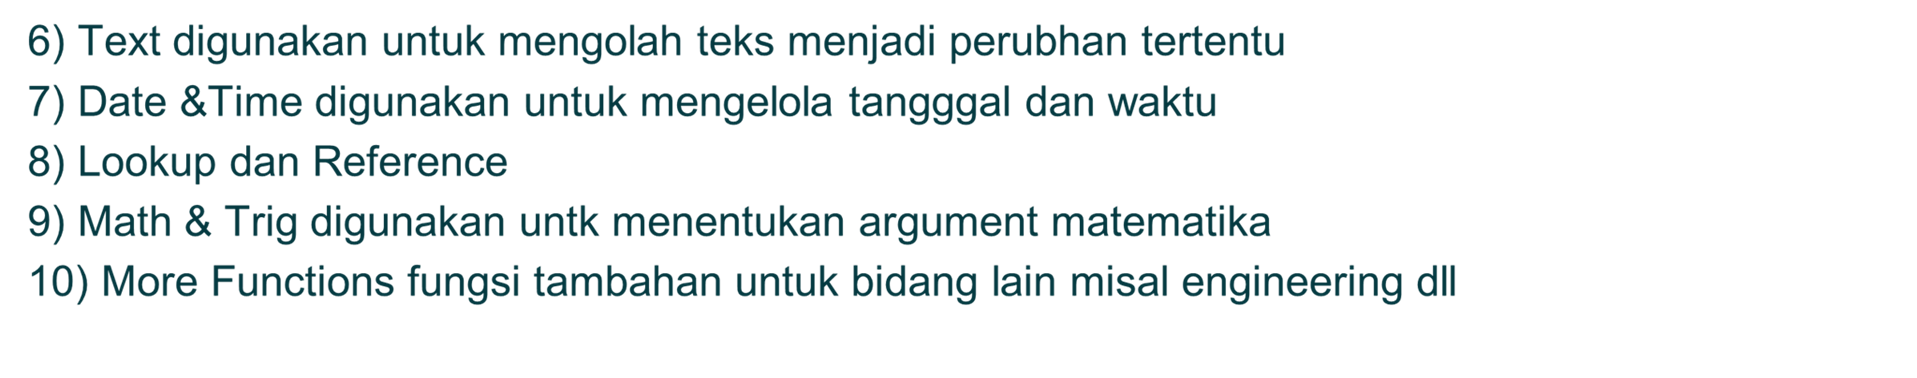 6) Text digunakan untuk mengolah teks menjadi perubhan tertentu
7) Date &Time digunakan untuk mengelola tangggal dan waktu
8) Lookup dan Reference
9) Math & Trig digunakan untk menentukan argument matematika
10) More Functions fungsi tambahan untuk bidang lain misal engineering dll